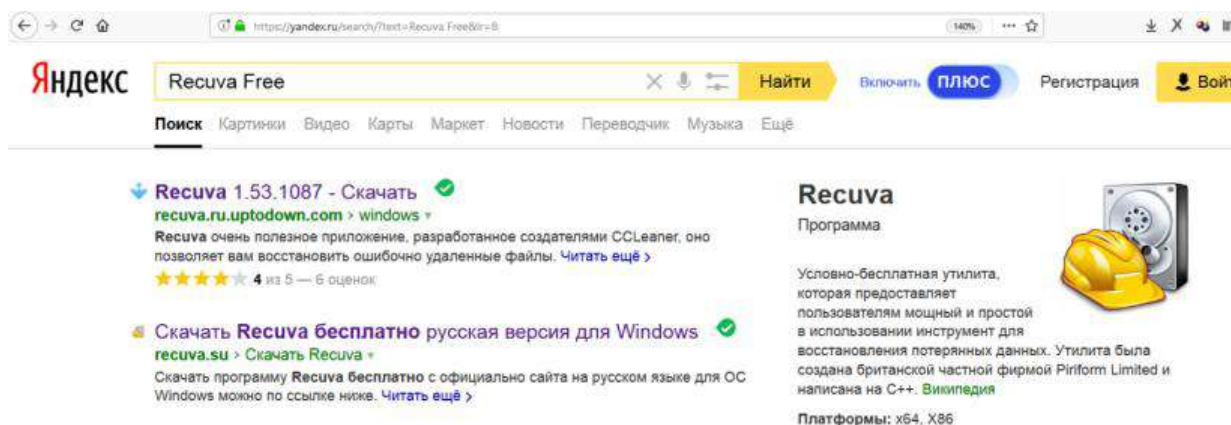 https://yandex.ru/search/?text=Recuva Free&lr=8
140%
Яндекс
Recuva Free
Найти
Включить ПЛЮС
Регистрация
Поиск Картинки Видео Карты Маркет Новости Переводчик Музыка Ещё
Recuva 1.53.1087 - Скачать
recuva.ru.uptodown.com › windows
Recuva очень полезное приложение, разработанное создателями CCLeaner, оно
позволяет вам восстановить ошибочно удаленные файлы. Читать ещё ›
4 из 5 — 6 оценок
Скачать Recuva бесплатно русская версия для Windows
recuva.su › Скачать Recuva
Скачать программу Recuva бесплатно с официально сайта на русском языке для ОС
Windows можно по ссылке ниже. Читать ещё ›
Recuva
Программа
Условно-бесплатная утилита,
которая предоставляет
пользователям мощный и простой
в использовании инструмент для
восстановления потерянных данных. Утилита была
создана британской частной фирмой Piriform Limited и
написана на C++. Википедия
Платформы: x64, X86